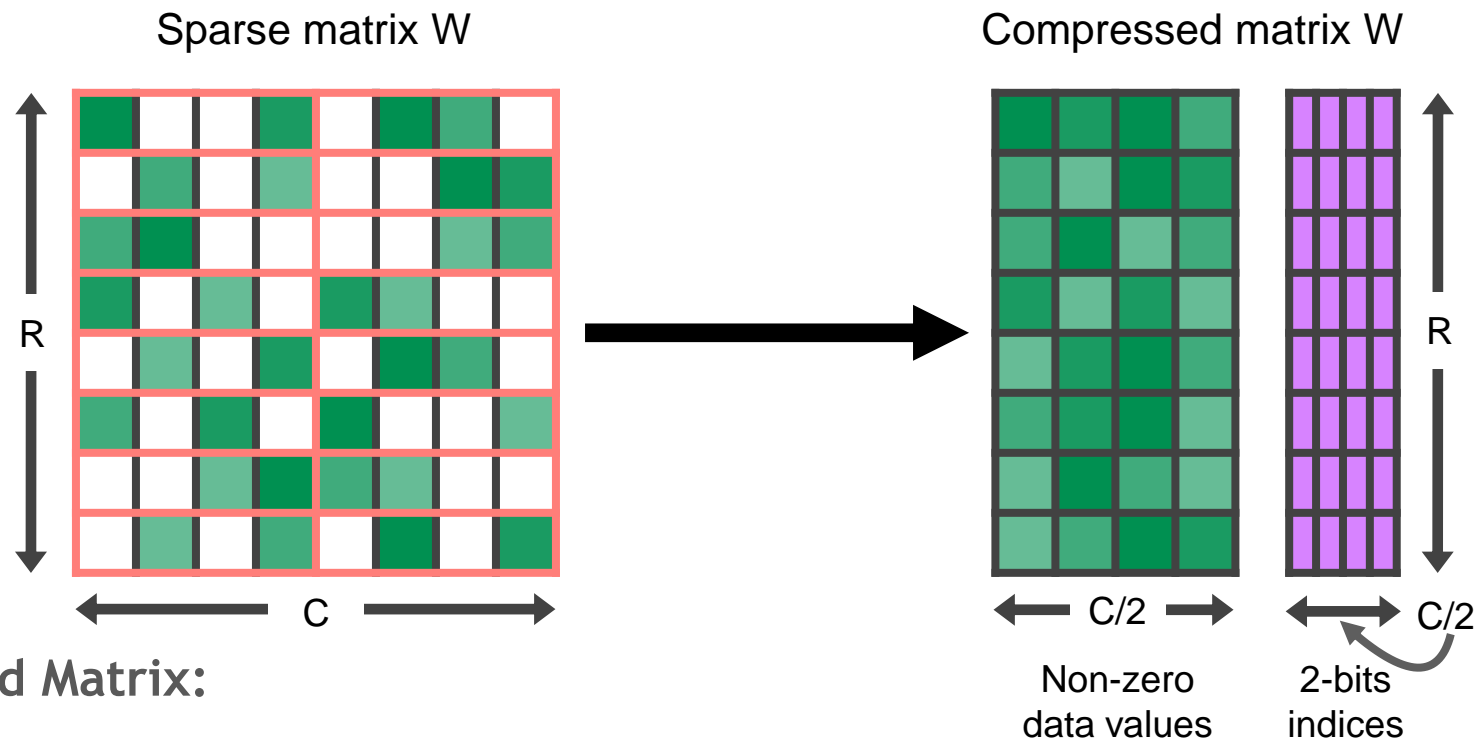 Sparse matrix W
Compressed matrix W
R
R
C
C/2
C/2
d Matrix:
Non-zero
data values
2-bits
indices